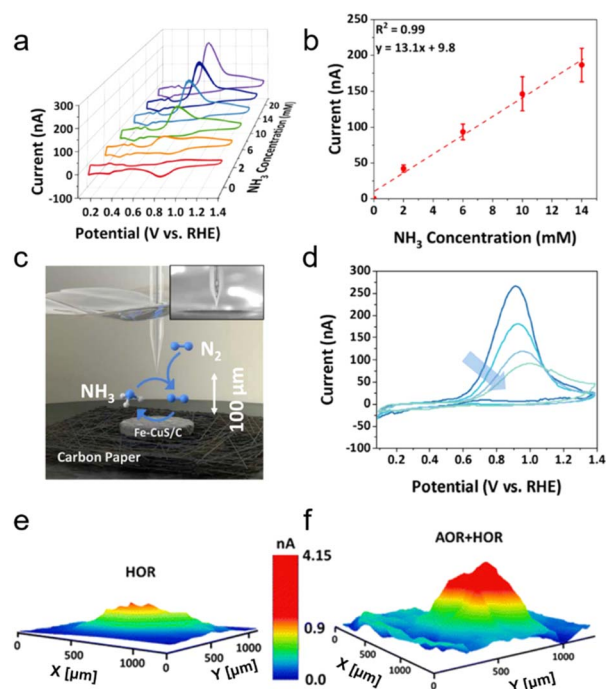 a
Current (nA)
300
200
100
0
-100
0.2 0.4 0.6 0.8 1.0 1.2 1.4
Potential (V vs. RHE)
0
2
6
10
14
20
NH₃ Concentration (mM)
b
R² = 0.99
y = 13.1x + 9.8
Current (nA)
250
200
150
100
50
0
0 2 4 6 8 10 12 14
NH₃ Concentration (mM)
c
N₂
NH₃
100 μm
Fe-CuS/C
Carbon Paper
d
Current (nA)
300
250
200
150
100
50
0
-50
-100
0.2 0.4 0.6 0.8 1.0 1.2 1.4
Potential (V vs. RHE)
e
HOR
0
500
1000
X [μm]
0
500
1000
Y [μm]
nA
4.15
0.9
0.0
f
AOR+HOR
0
500
1000
X [μm]
0
500
1000
Y [μm]